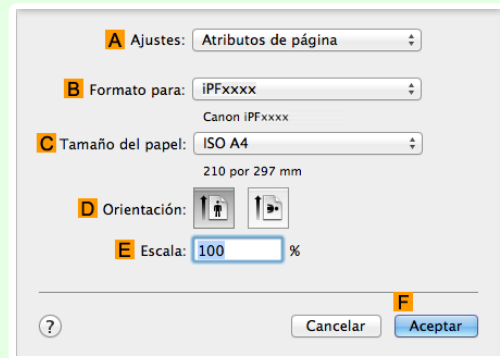 A Ajustes: Atributos de página
B Formato para: iPFxxxx
Canon iPFxxxx
C Tamaño del papel: ISO A4
210 por 297 mm
D Orientación:
E Escala: 100 %
F
? Cancelar Aceptar